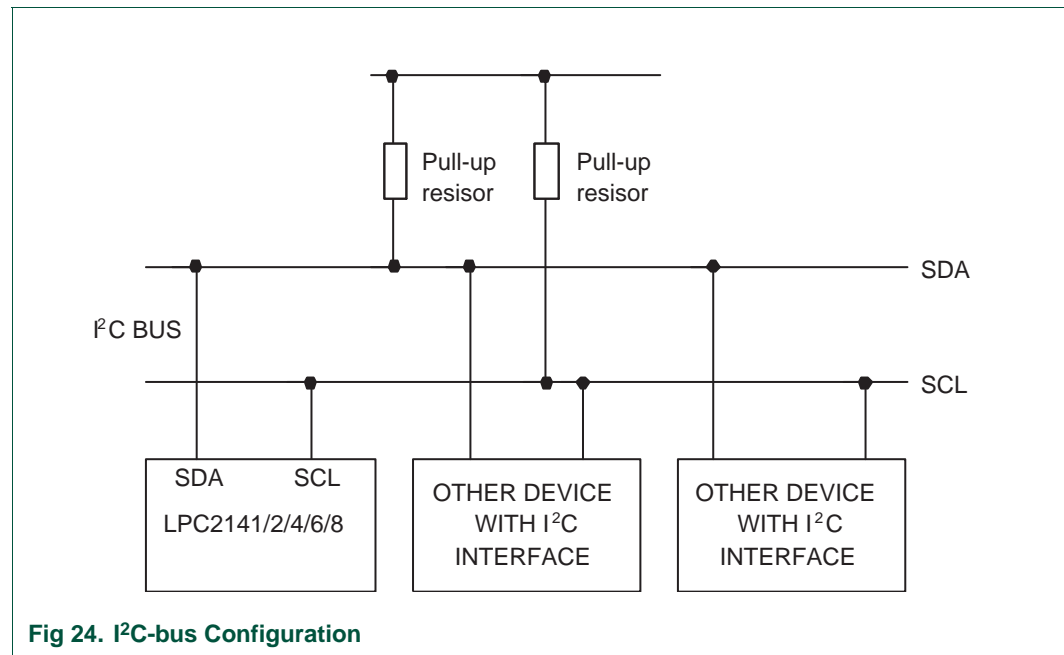 Pull-up
resisor
Pull-up
resisor
SDA
I²C BUS
SCL
SDA SCL
LPC2141/2/4/6/8
OTHER DEVICE
WITH I²C
INTERFACE
OTHER DEVICE
WITH I²C
INTERFACE
Fig 24. I²C-bus Configuration